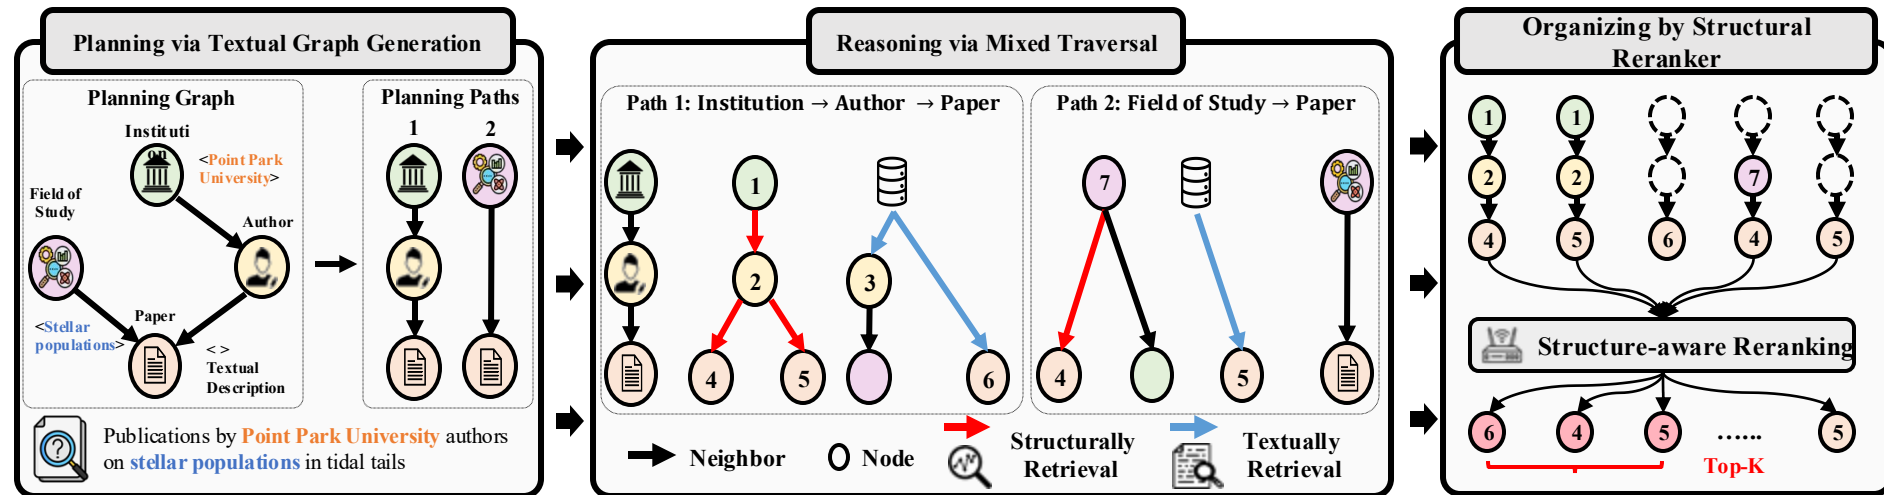 Planning via Textual Graph Generation
Planning Graph
Instituti
on
<Point Park
University>
Field of
Study
Author
Paper
<Stellar
populations>
< >
Textual
Description
Planning Paths
1
2
Publications by Point Park University authors
on stellar populations in tidal tails
Reasoning via Mixed Traversal
Path 1: Institution → Author → Paper
1
2
3
4
5
6
Path 2: Field of Study → Paper
7
4
5
Neighbor
Node
Structurally
Retrieval
Textually
Retrieval
Organizing by Structural
Reranker
1
1
2
2
7
4
5
6
4
5
Structure-aware Reranking
6
4
5
......
5
Top-K